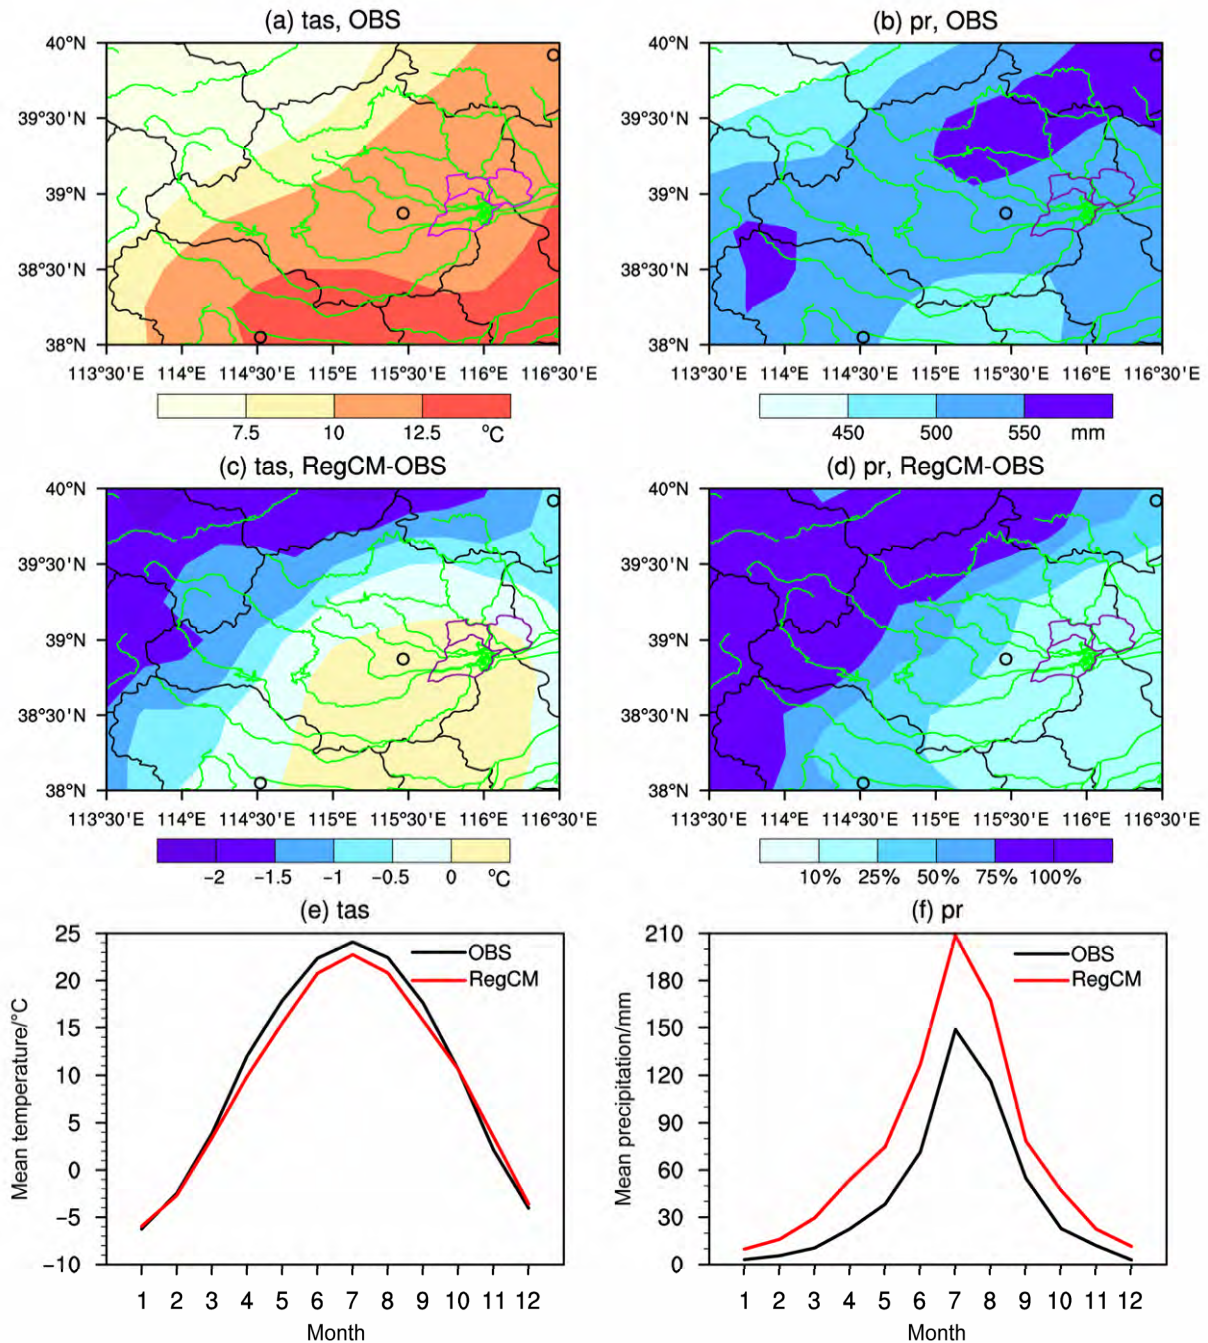 (a) tas, OBS
(b) pr, OBS
40°N 40°N
39°30'N 39°30'N
39°N 39°N
38°30'N 38°30'N
38°N 38°N
113°30'E 114°E 114°30'E 115°E 115°30'E 116°E 116°30'E
113°30'E 114°E 114°30'E 115°E 115°30'E 116°E 116°30'E
7.5 10 12.5 °C
450 500 550 mm
(c) tas, RegCM-OBS
(d) pr, RegCM-OBS
40°N 40°N
39°30'N 39°30'N
39°N 39°N
38°30'N 38°30'N
38°N 38°N
113°30'E 114°E 114°30'E 115°E 115°30'E 116°E 116°30'E
113°30'E 114°E 114°30'E 115°E 115°30'E 116°E 116°30'E
−2 −1.5 −1 −0.5 0 °C
10% 25% 50% 75% 100%
(e) tas
Mean temperature/°C
25
20
15
10
5
0
−5
−10
OBS
RegCM
1 2 3 4 5 6 7 8 9 10 11 12
Month
(f) pr
Mean precipitation/mm
210
180
150
120
90
60
30
0
OBS
RegCM
1 2 3 4 5 6 7 8 9 10 11 12
Month